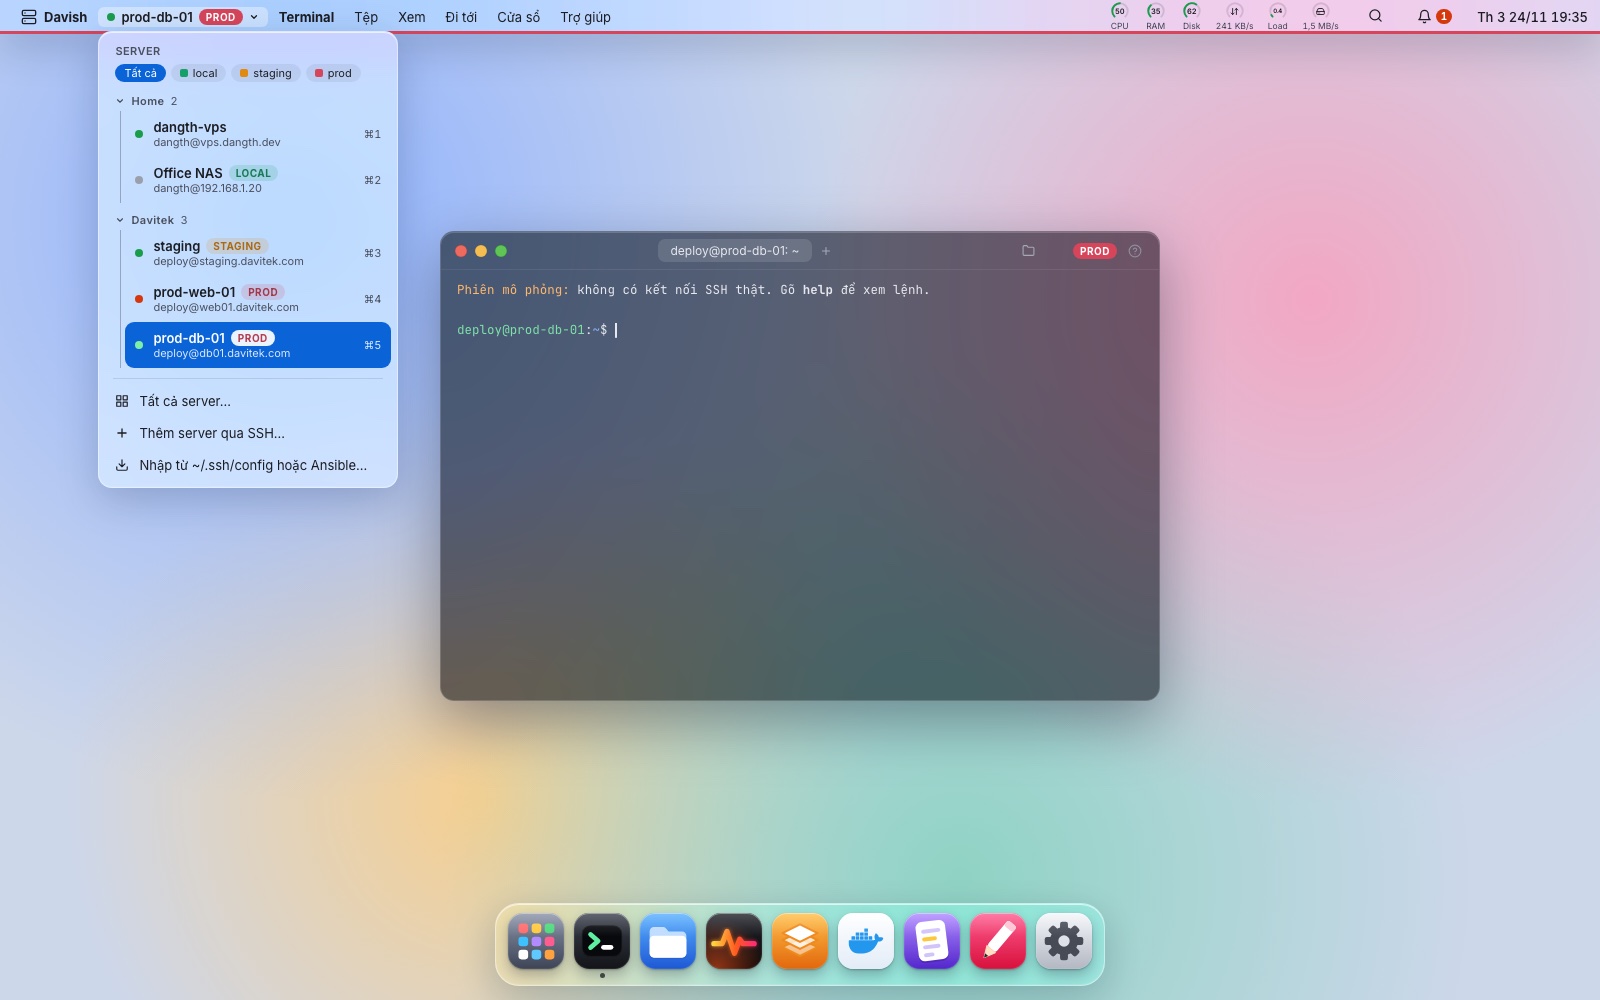 Davish prod-db-01 PROD Terminal Tệp Xem Đi tới Cửa sổ Trợ giúp 50 CPU 35 RAM 62 Disk 241 KB/s 0.4 Load 1,5 MB/s 1 Th 3 24/11 19:35
SERVER
Tất cả local staging prod
Home 2
dangth-vps
dangth@vps.dangth.dev ⌘1
Office NAS LOCAL
dangth@192.168.1.20 ⌘2
Davitek 3
staging STAGING
deploy@staging.davitek.com ⌘3
prod-web-01 PROD
deploy@web01.davitek.com ⌘4
prod-db-01 PROD
deploy@db01.davitek.com ⌘5
Tất cả server...
Thêm server qua SSH...
Nhập từ ~/.ssh/config hoặc Ansible...
deploy@prod-db-01: ~ + PROD
Phiên mô phỏng: không có kết nối SSH thật. Gõ help để xem lệnh.
deploy@prod-db-01:~$